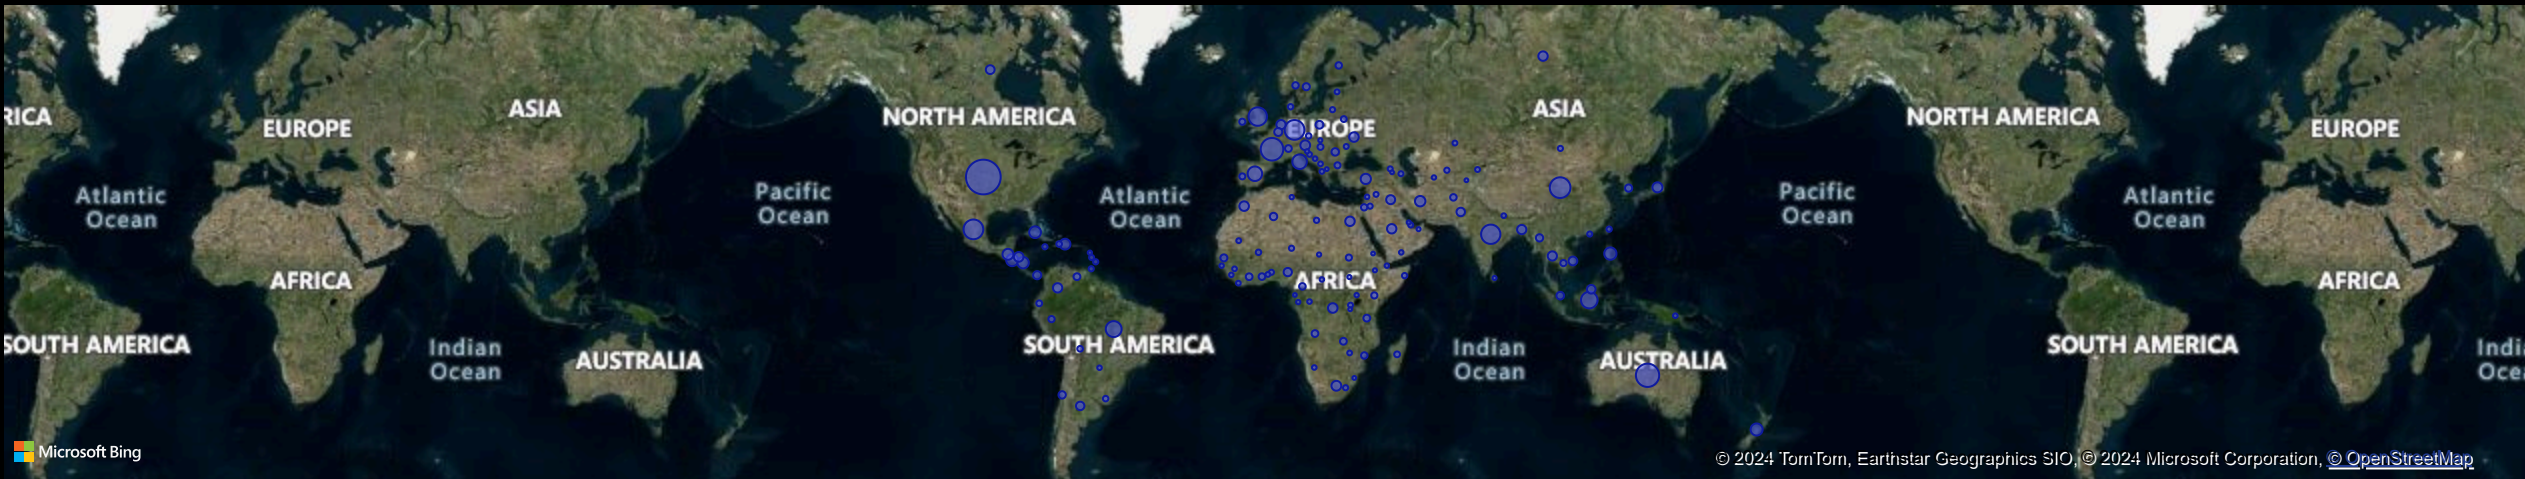 RICA
EUROPE
ASIA
NORTH AMERICA
EUROPE
ASIA
NORTH AMERICA
EUROPE
Atlantic
Ocean
Pacific
Ocean
Atlantic
Ocean
Pacific
Ocean
Atlantic
Ocean
AFRICA
AFRICA
AFRICA
SOUTH AMERICA
Indian
Ocean
AUSTRALIA
SOUTH AMERICA
Indian
Ocean
AUSTRALIA
SOUTH AMERICA
Indi
Oce
Microsoft Bing
© 2024 TomTom, Earthstar Geographics SIO, © 2024 Microsoft Corporation, © OpenStreetMap